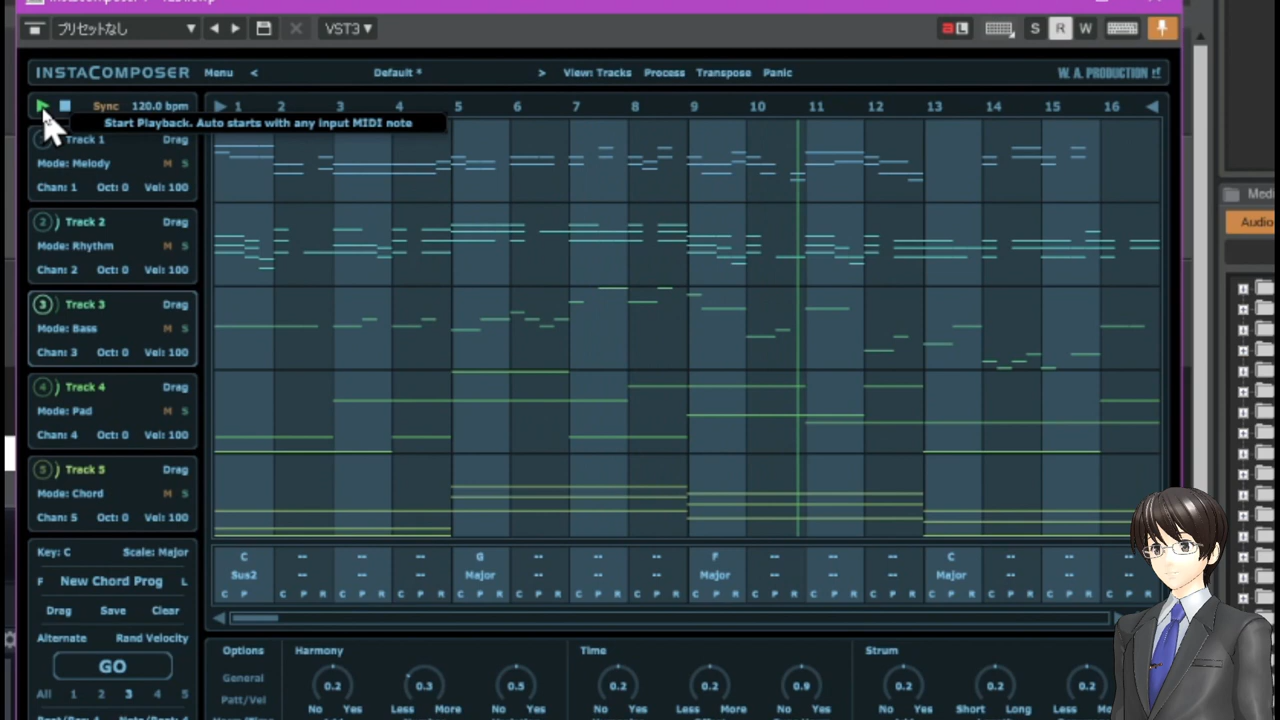 プリセットなし
VST3
aL
S R W
INSTACOMPOSER Menu < Default * > View: Tracks Process Transpose Panic W. A. PRODUCTION
Sync 120.0 bpm
1 2 3 4 5 6 7 8 9 10 11 12 13 14 15 16
Start Playback. Auto starts with any input MIDI note
Track 1 Drag
Mode: Melody M S
Chan: 1 Oct: 0 Vel: 100
2 Track 2 Drag
Mode: Rhythm M S
Chan: 2 Oct: 0 Vel: 100
3 Track 3 Drag
Mode: Bass M S
Chan: 3 Oct: 0 Vel: 100
4 Track 4 Drag
Mode: Pad M S
Chan: 4 Oct: 0 Vel: 100
5 Track 5 Drag
Mode: Chord M S
Chan: 5 Oct: 0 Vel: 100
Key: C Scale: Major
F New Chord Prog L
Drag Save Clear
Alternate Rand Velocity
GO
All 1 2 3 4 5
C -- -- -- G -- -- -- F -- -- -- C -- -- --
Sus2 -- -- -- Major -- -- -- Major -- -- -- Major -- -- --
C P C P R C P R C P R C P R C P R C P R C P R C P R C P R C P R C P R C P R C P R C P R
Options Harmony Time Strum
General
Patt/Vel
0.2 0.3 0.5 0.2 0.2 0.9 0.2 0.2 0.2
No Yes Less More No Yes No Yes Less More No Yes No Yes Short Long Less
Audio